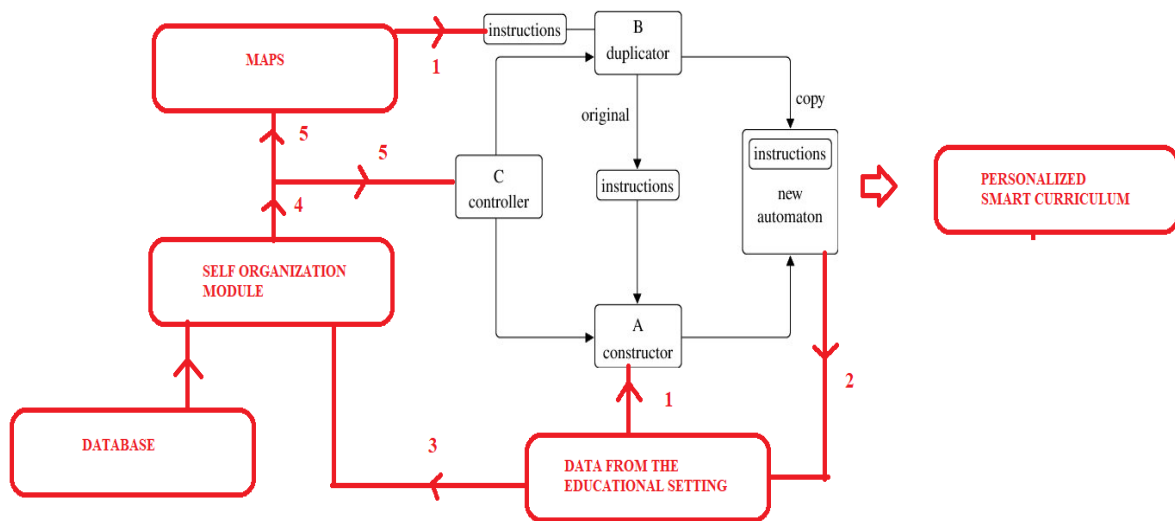 instructions
B
duplicator
MAPS
1
copy
original
5
5
instructions
instructions
C
controller
new
automaton
PERSONALIZED
SMART CURRICULUM
4
SELF ORGANIZATION
MODULE
A
constructor
2
1
DATABASE
3
DATA FROM THE
EDUCATIONAL SETTING